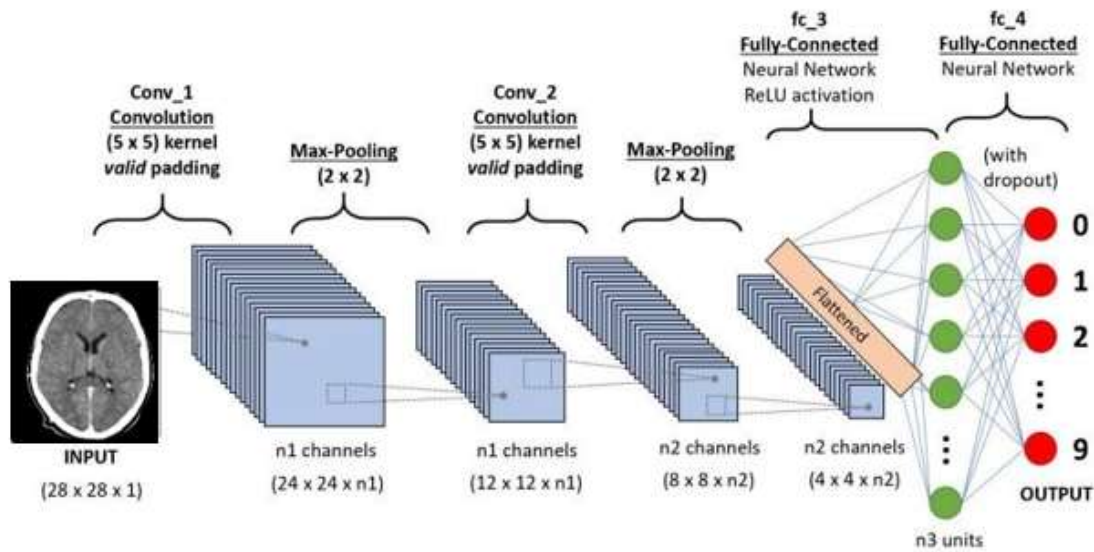 fc_3
Fully-Connected
Neural Network
ReLU activation
fc_4
Fully-Connected
Neural Network
Conv_1
Convolution
(5 x 5) kernel
valid padding
Max-Pooling
(2 x 2)
Conv_2
Convolution
(5 x 5) kernel
valid padding
Max-Pooling
(2 x 2)
(with
dropout)
Flattened
0
1
2
9
INPUT
(28 x 28 x 1)
n1 channels
(24 x 24 x n1)
n1 channels
(12 x 12 x n1)
n2 channels
(8 x 8 x n2)
n2 channels
(4 x 4 x n2)
OUTPUT
n3 units